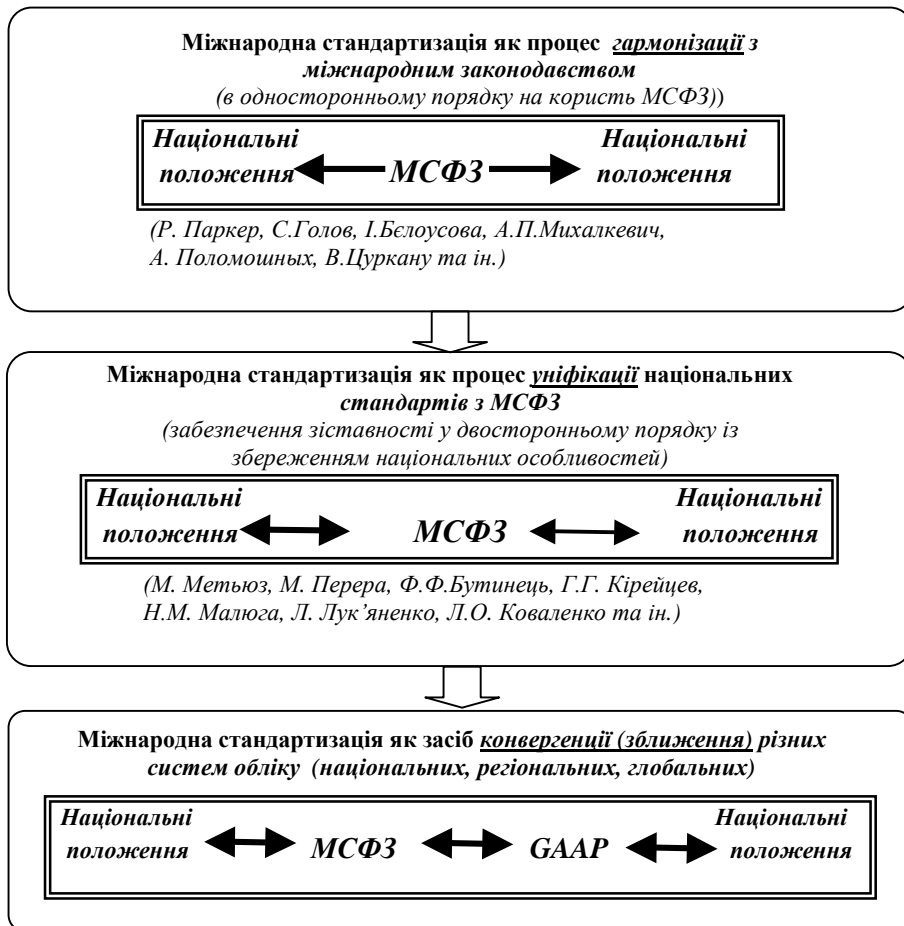 Міжнародна стандартизація як процес гармонізації з
міжнародним законодавством
(в односторонньому порядку на користь МСФЗ))
Національні Національні
положення МСФЗ положення
(Р. Паркер, С.Голов, І.Бєлоусова, А.П.Михалкевич,
А. Поломошных, В.Цуркану та ін.)
Міжнародна стандартизація як процес уніфікації національних
стандартів з МСФЗ
(забезпечення зіставності у двосторонньому порядку із
збереженням національних особливостей)
Національні Національні
положення МСФЗ положення
(М. Метьюз, М. Перера, Ф.Ф.Бутинець, Г.Г. Кірейцев,
Н.М. Малюга, Л. Лук’яненко, Л.О. Коваленко та ін.)
Міжнародна стандартизація як засіб конвергенції (зближення) різних
систем обліку (національних, регіональних, глобальних)
Національні Національні
положення МСФЗ GAAP положення